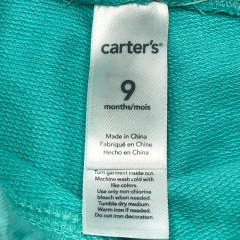 carter's®
9
months/mois
Made in China
Fabriqué en Chine
Hecho en China
Turn garment inside out.
Machine wash cold with
like colors.
Use only non-chlorine
bleach when needed.
Tumble dry medium.
Warm iron if needed.
Do not iron decoration.